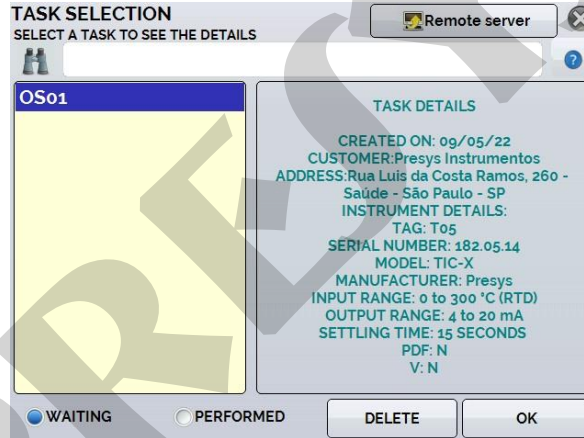 TASK SELECTION
SELECT A TASK TO SEE THE DETAILS
Remote server
?
OS01
TASK DETAILS
CREATED ON: 09/05/22
CUSTOMER:Presys Instrumentos
ADDRESS:Rua Luis da Costa Ramos, 260 -
Saúde - São Paulo - SP
INSTRUMENT DETAILS:
TAG: T05
SERIAL NUMBER: 182.05.14
MODEL: TIC-X
MANUFACTURER: Presys
INPUT RANGE: 0 to 300 °C (RTD)
OUTPUT RANGE: 4 to 20 mA
SETTLING TIME: 15 SECONDS
PDF: N
V: N
WAITING
PERFORMED
DELETE
OK